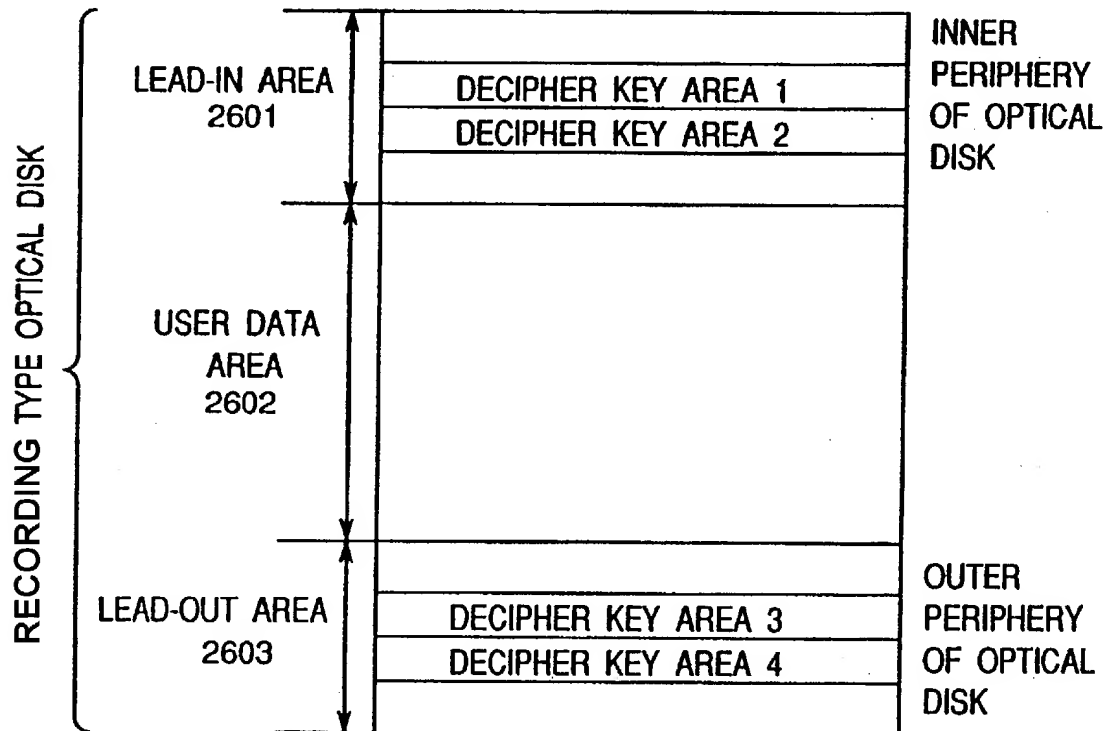 RECORDING TYPE OPTICAL DISK
LEAD-IN AREA
2601
DECIPHER KEY AREA 1
DECIPHER KEY AREA 2
INNER
PERIPHERY
OF OPTICAL
DISK
USER DATA
AREA
2602
LEAD-OUT AREA
2603
DECIPHER KEY AREA 3
DECIPHER KEY AREA 4
OUTER
PERIPHERY
OF OPTICAL
DISK